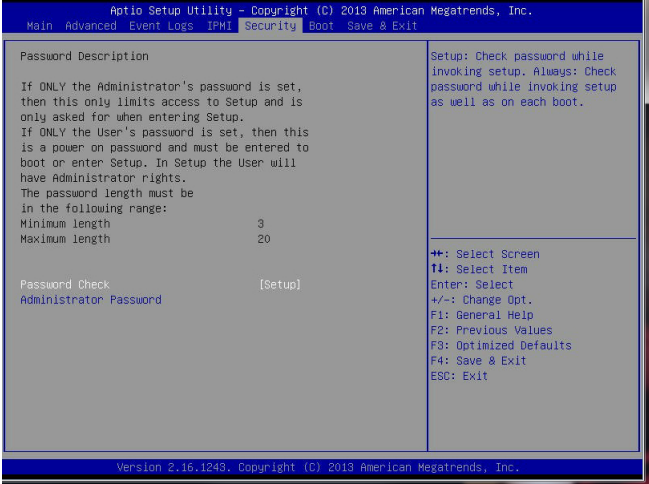 Aptio Setup Utility – Copyright (C) 2013 American Megatrends, Inc.
Main Advanced Event Logs IPMI Security Boot Save & Exit
Password Description
If ONLY the Administrator's password is set,
then this only limits access to Setup and is
only asked for when entering Setup.
If ONLY the User's password is set, then this
is a power on password and must be entered to
boot or enter Setup. In Setup the User will
have Administrator rights.
The password length must be
in the following range:
Minimum length 3
Maximum length 20
Password Check [Setup]
Administrator Password
Setup: Check password while
invoking setup. Always: Check
password while invoking setup
as well as on each boot.
→←: Select Screen
↑↓: Select Item
Enter: Select
+/-: Change Opt.
F1: General Help
F2: Previous Values
F3: Optimized Defaults
F4: Save & Exit
ESC: Exit
Version 2.16.1243. Copyright (C) 2013 American Megatrends, Inc.